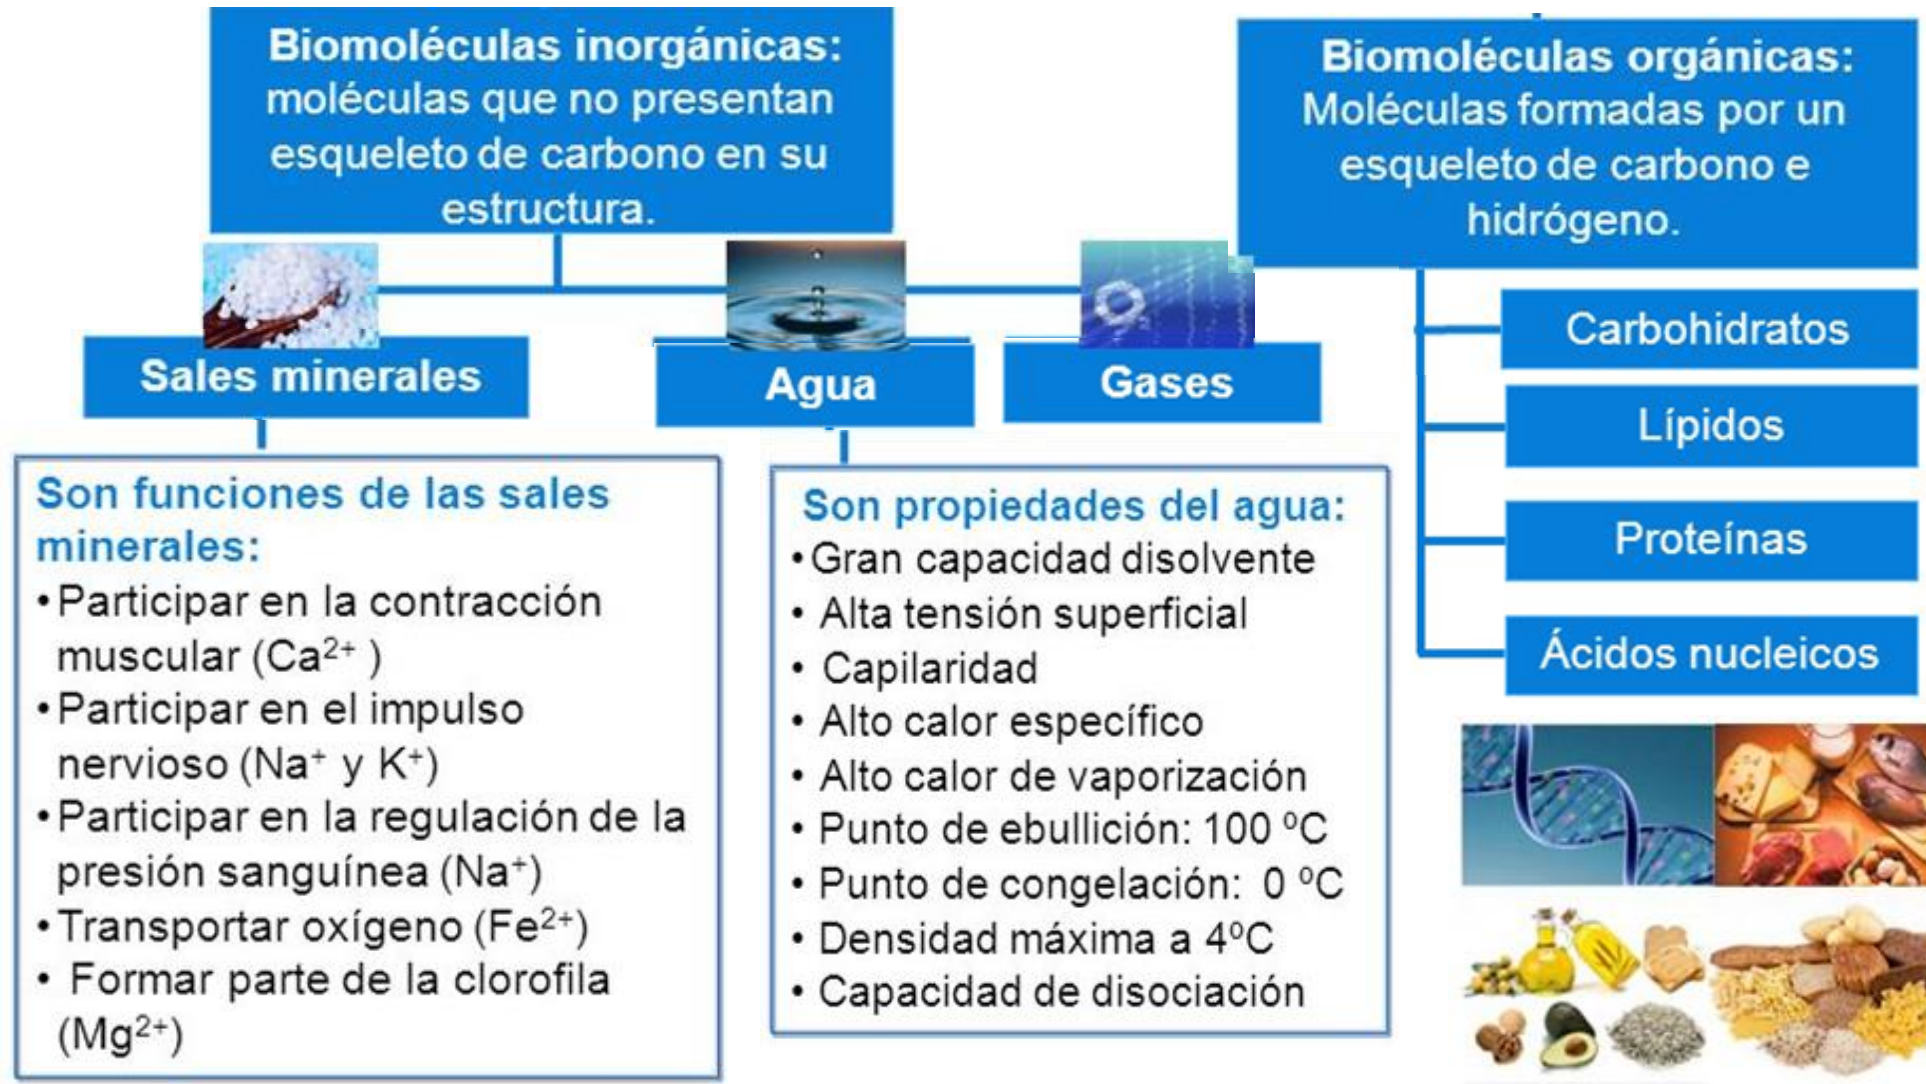 Biomoléculas inorgánicas:
moléculas que no presentan
esqueleto de carbono en su
estructura.
Sales minerales
Agua
Gases
Son funciones de las sales
minerales:
•Participar en la contracción
muscular (Ca²⁺ )
•Participar en el impulso
nervioso (Na⁺ y K⁺)
•Participar en la regulación de la
presión sanguínea (Na⁺)
•Transportar oxígeno (Fe²⁺)
• Formar parte de la clorofila
(Mg²⁺)
Son propiedades del agua:
•Gran capacidad disolvente
• Alta tensión superficial
• Capilaridad
• Alto calor específico
• Alto calor de vaporización
• Punto de ebullición: 100 ºC
• Punto de congelación: 0 ºC
• Densidad máxima a 4ºC
• Capacidad de disociación
Biomoléculas orgánicas:
Moléculas formadas por un
esqueleto de carbono e
hidrógeno.
Carbohidratos
Lípidos
Proteínas
Ácidos nucleicos